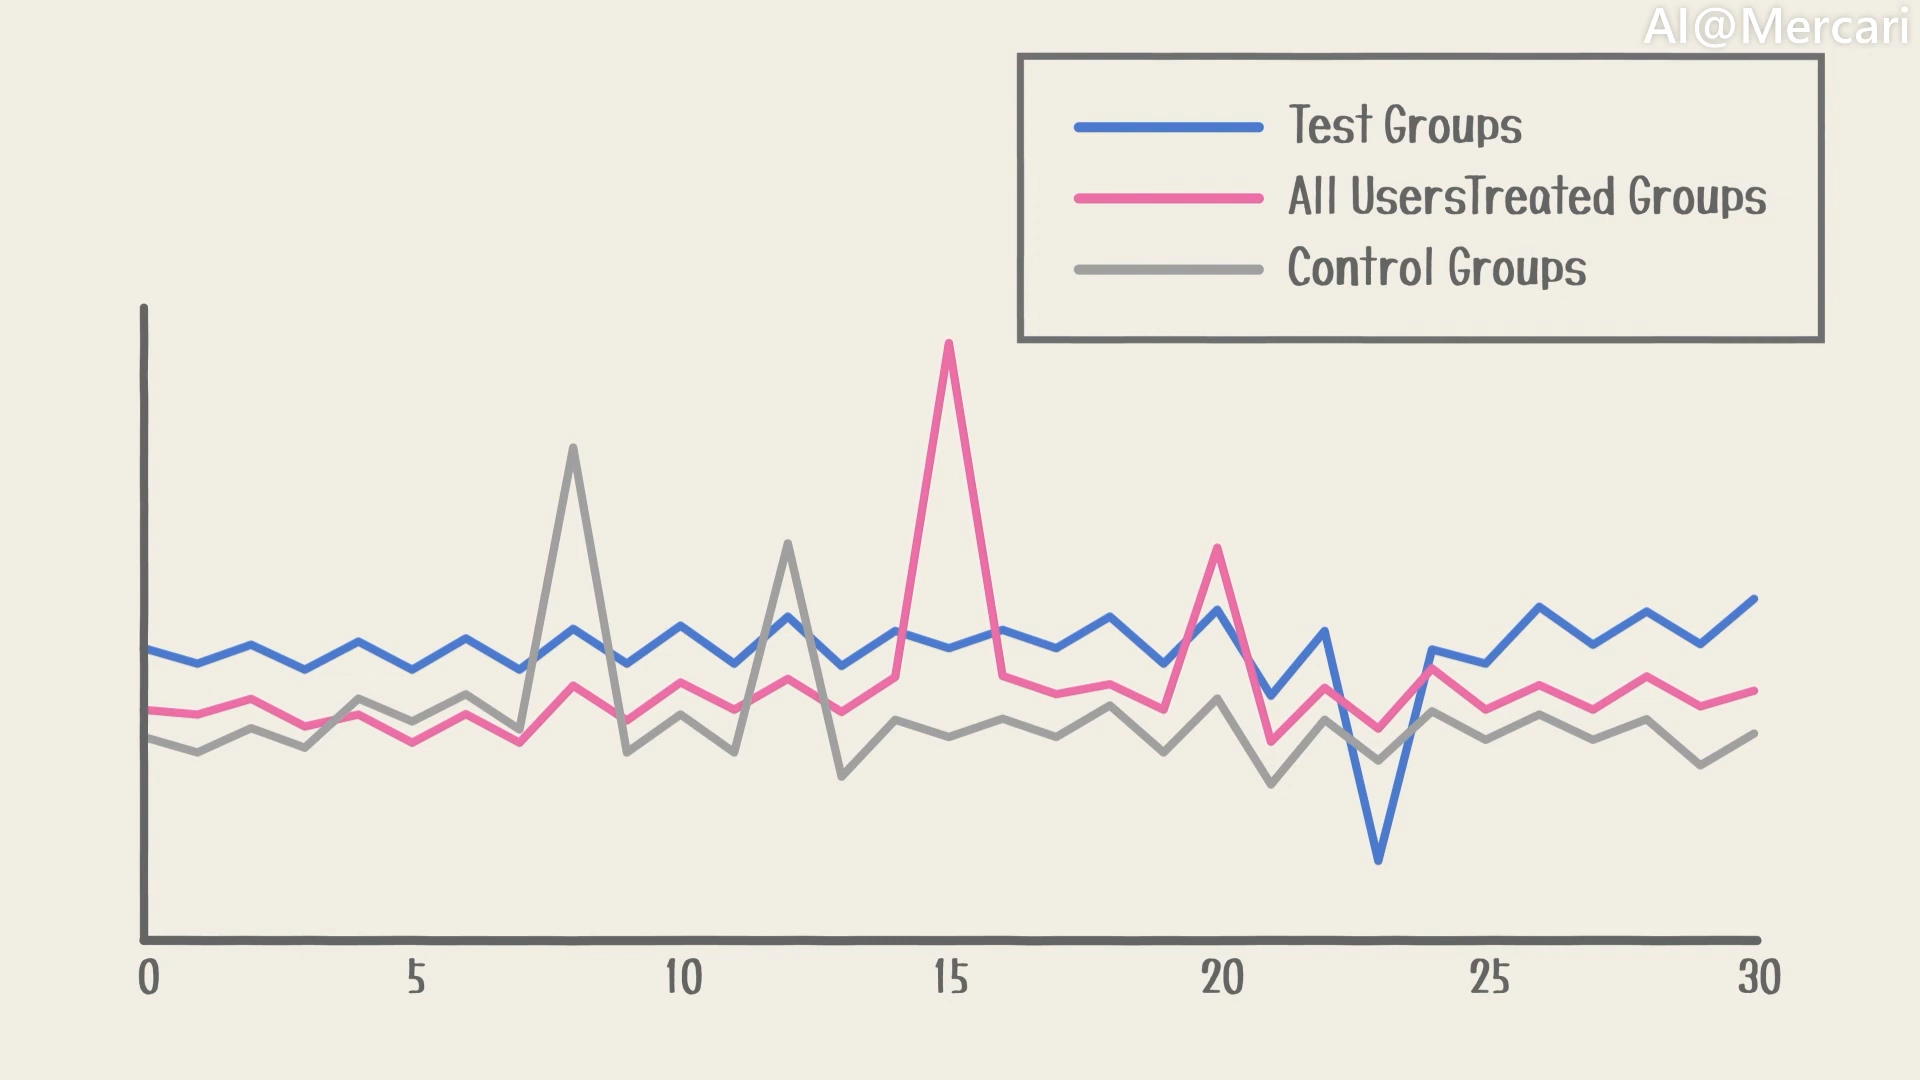 AI@Mercari
Test Groups
All UsersTreated Groups
Control Groups
0 5 10 15 20 25 30